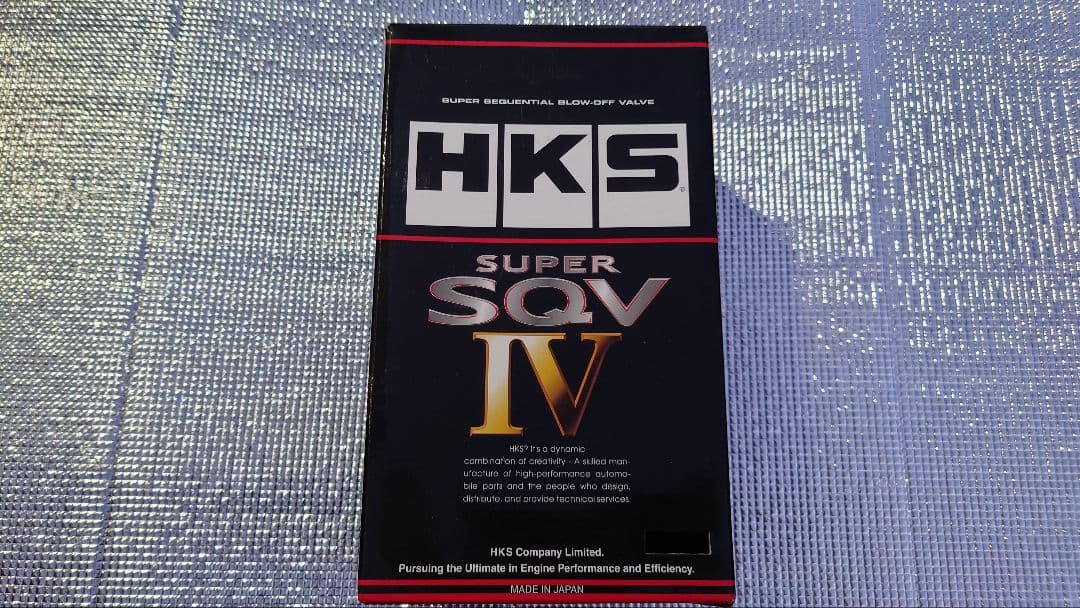 SUPER SEQUENTIAL BLOW-OFF VALVE
HKS
SUPER
SQV
IV
HKS? It's a dynamic
combination of creativity - A skilled man-
ufacture of high-performance automo-
bile parts and the people who design,
distribute, and provide technical services.
HKS Company Limited.
Pursuing the Ultimate in Engine Performance and Efficiency.
MADE IN JAPAN